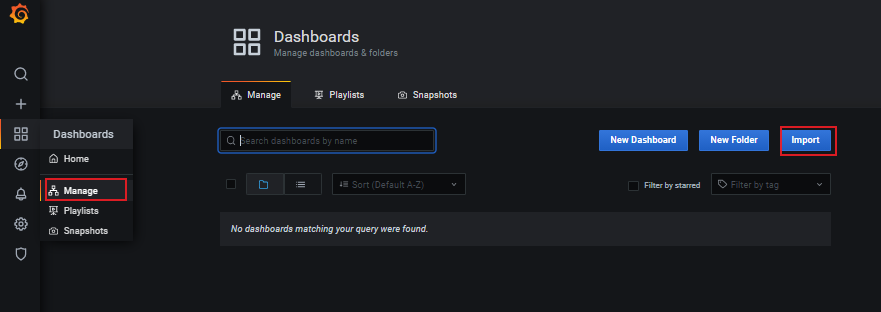 Dashboards
Manage dashboards & folders
Manage
Playlists
Snapshots
Dashboards
Home
Manage
Playlists
Snapshots
Search dashboards by name
New Dashboard
New Folder
Import
Sort (Default A-Z)
Filter by starred
Filter by tag
No dashboards matching your query were found.